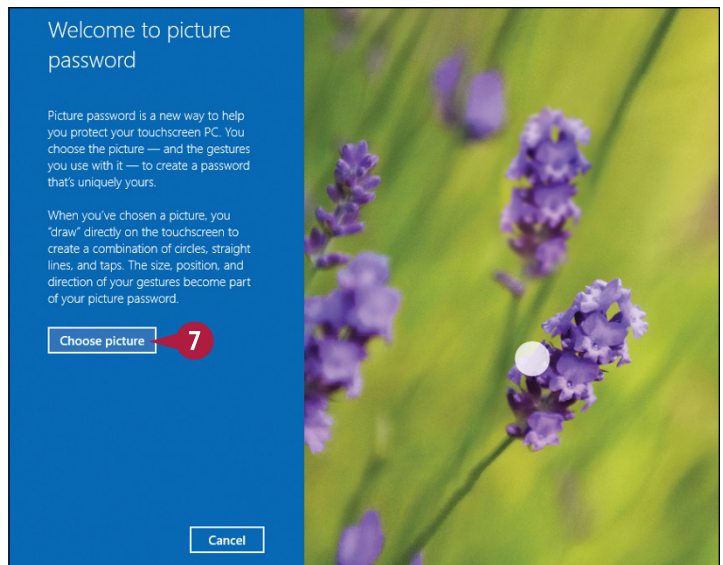 Welcome to picture
password
Picture password is a new way to help
you protect your touchscreen PC. You
choose the picture — and the gestures
you use with it — to create a password
that's uniquely yours.
When you've chosen a picture, you
"draw" directly on the touchscreen to
create a combination of circles, straight
lines, and taps. The size, position, and
direction of your gestures become part
of your picture password.
Choose picture 7
Cancel